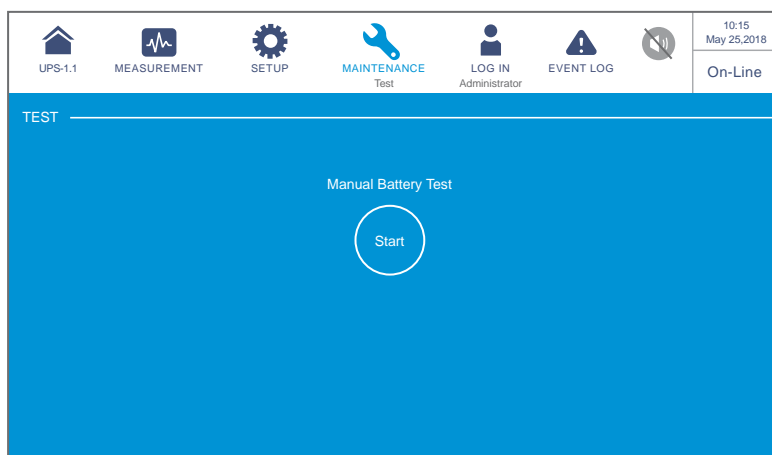 UPS-1.1
MEASUREMENT
SETUP
MAINTENANCE
Test
LOG IN
Administrator
EVENT LOG
10:15
May 25,2018
On-Line
TEST
Manual Battery Test
Start